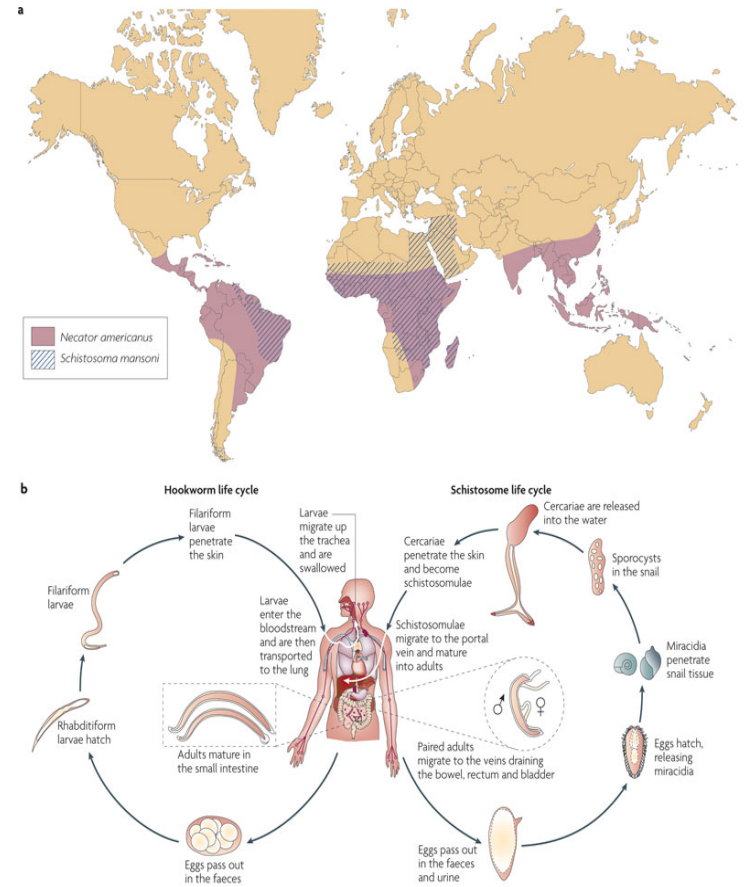 a
Necator americanus
Schistosoma mansoni
b
Hookworm life cycle
Filariform
larvae
penetrate
the skin
Larvae
migrate up
the trachea
and are
swallowed
Filariform
larvae
Larvae
enter the
bloodstream
and are then
transported
to the lung
Rhabditiform
larvae hatch
Adults mature in
the small intestine
Eggs pass out
in the faeces
Schistosome life cycle
Cercariae are released
into the water
Cercariae
penetrate the skin
and become
schistosomulae
Sporocysts
in the snail
Schistosomulae
migrate to the portal
vein and mature
into adults
Miracidia
penetrate
snail tissue
♂
♀
Eggs hatch,
releasing
miracidia
Paired adults
migrate to the veins draining
the bowel, rectum and bladder
Eggs pass out
in the faeces
and urine